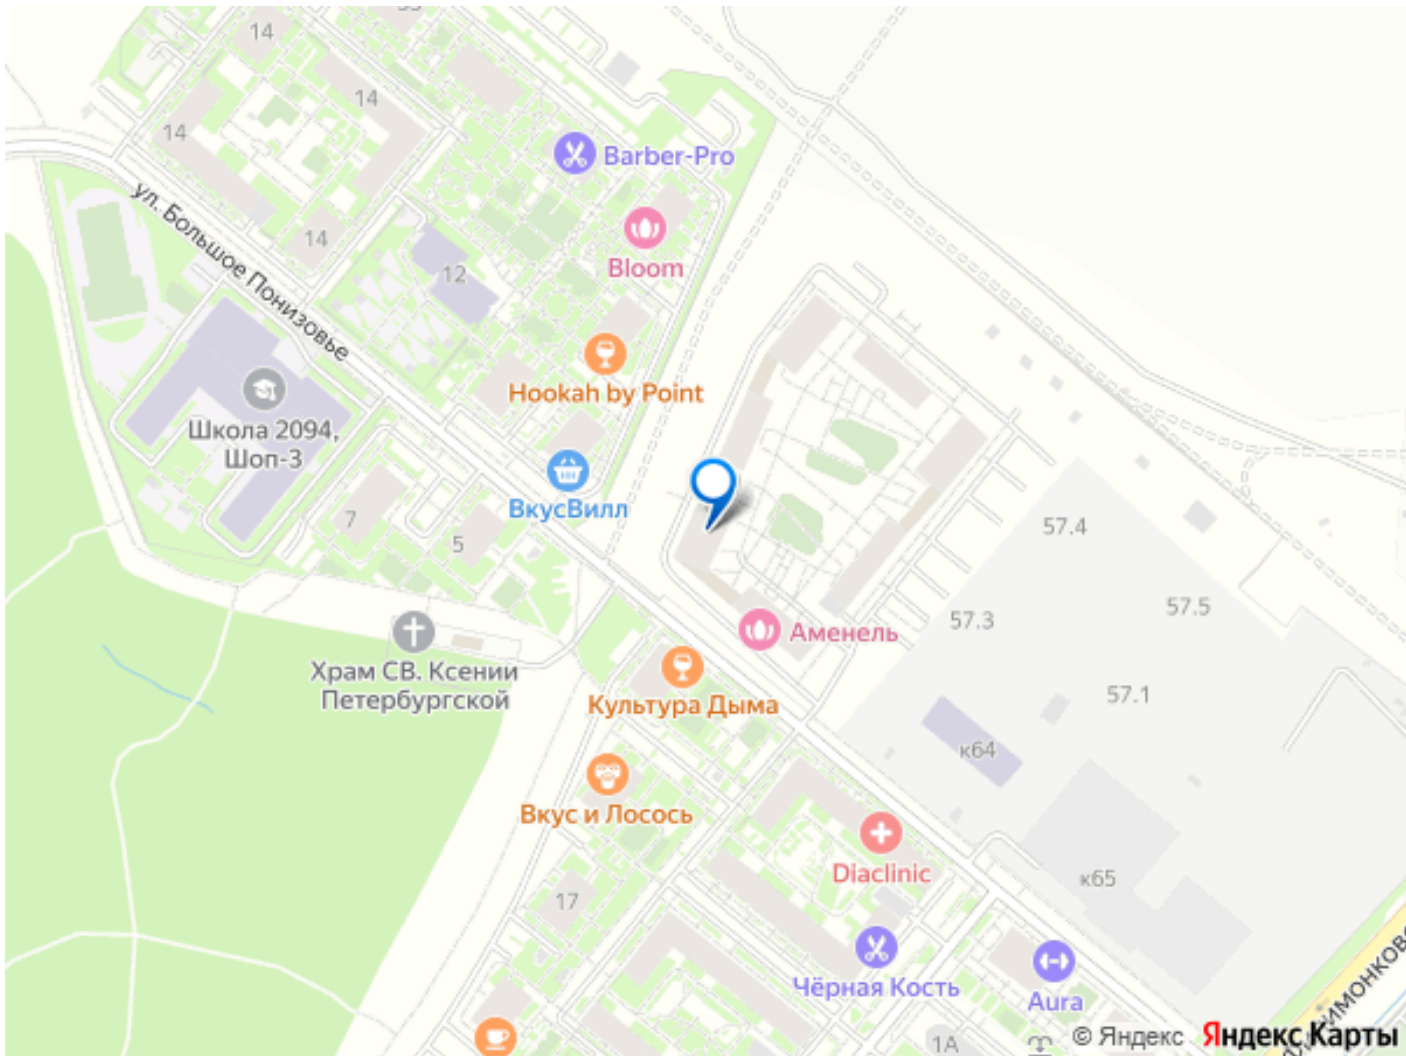 14
14
Barber-Pro
14
ул. Большое Понизовье
14
Bloom
12
Hookah by Point
Школа 2094,
Шоп-3
ВкусВилл
7
5
57.4
57.5
57.3
Аменель
Храм СВ. Ксении
Петербургской
Культура Дыма
57.1
к64
Вкус и Лосось
Diaclinic
к65
17
Чёрная Кость
Aura
1А
© Яндекс Яндекс Карты